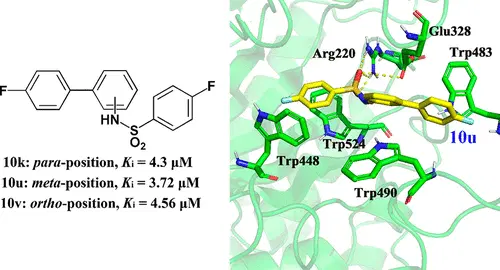 F
F
HN
S
O₂
10k: para-position, Ki = 4.3 µM
10u: meta-position, Ki = 3.72 µM
10v: ortho-position, Ki = 4.56 µM
Glu328
Arg220
Trp483
10u
Trp524
Trp448
Trp490